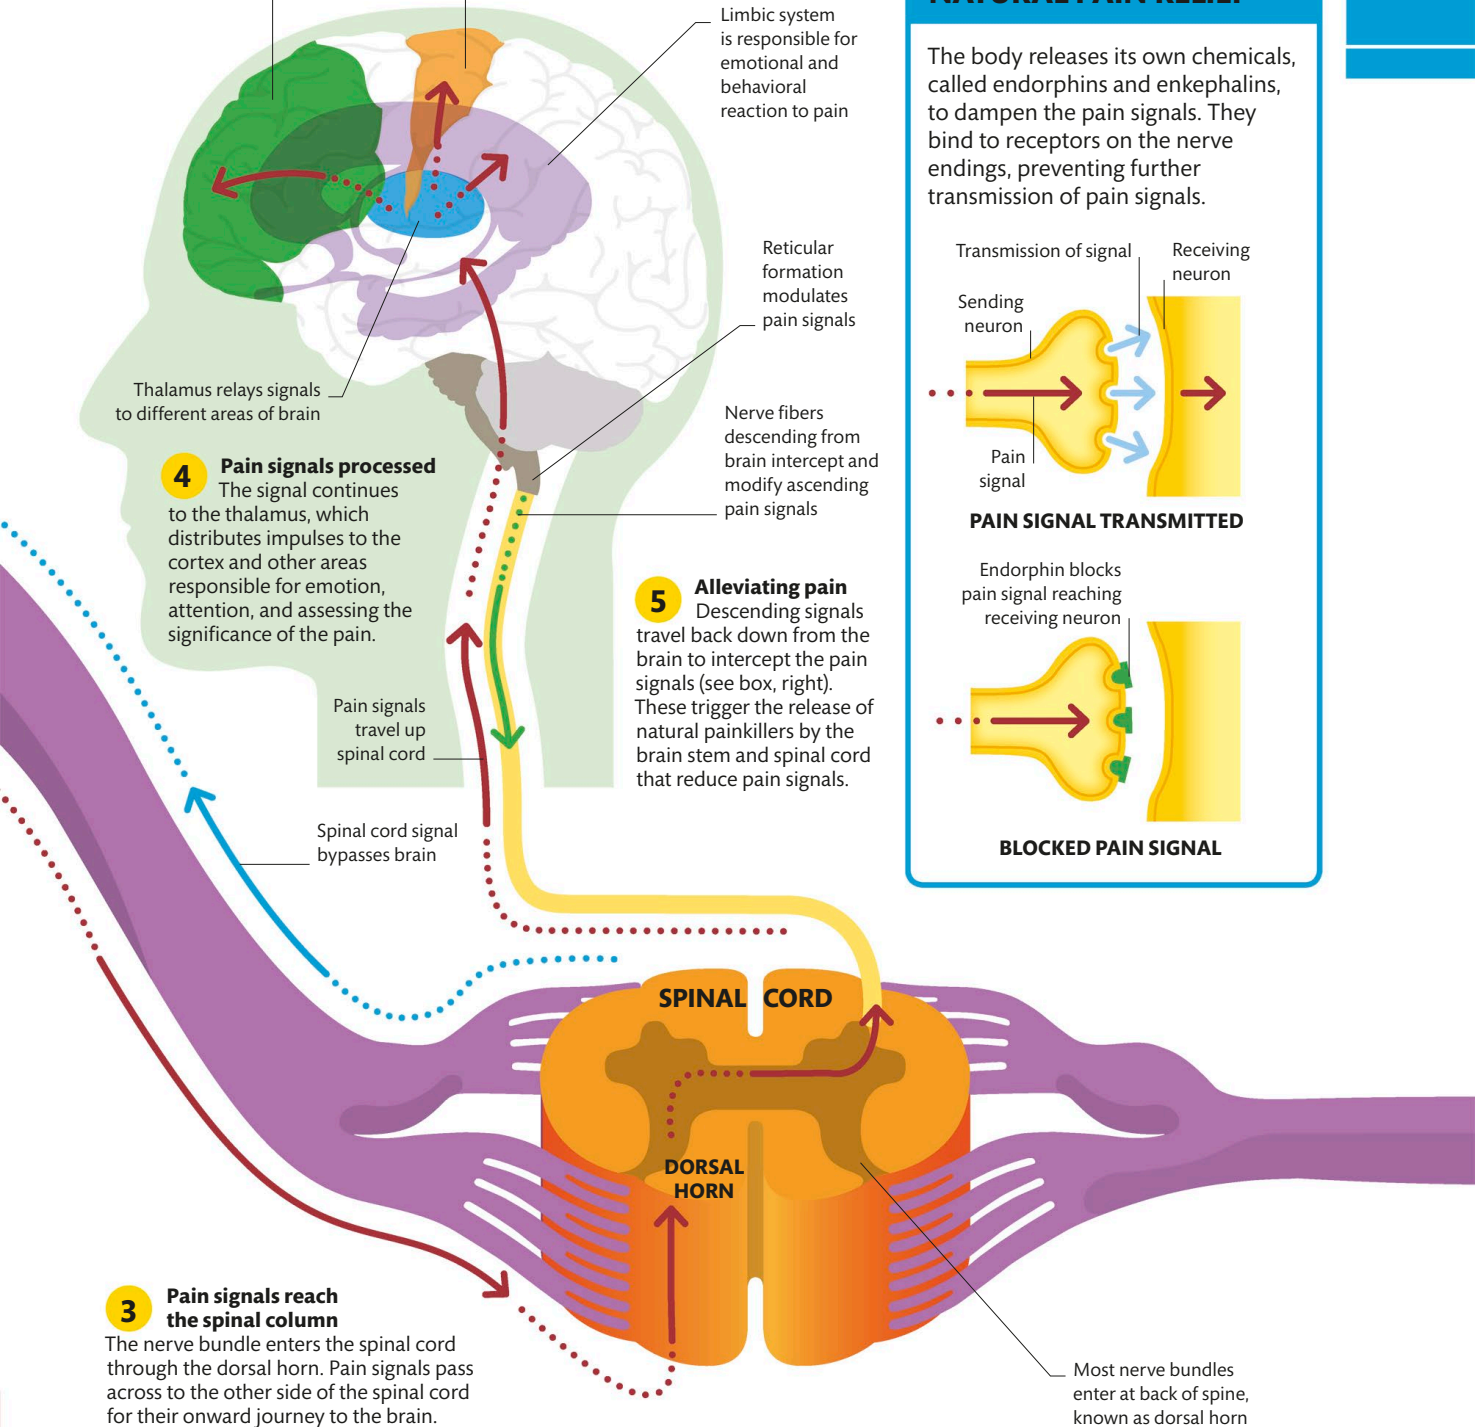 Limbic system
is responsible for
emotional and
behavioral
reaction to pain
Reticular
formation
modulates
pain signals
Thalamus relays signals
to different areas of brain
Nerve fibers
descending from
brain intercept and
modify ascending
pain signals
4 Pain signals processed
The signal continues
to the thalamus, which
distributes impulses to the
cortex and other areas
responsible for emotion,
attention, and assessing the
significance of the pain.
5 Alleviating pain
Descending signals
travel back down from the
brain to intercept the pain
signals (see box, right).
These trigger the release of
natural painkillers by the
brain stem and spinal cord
that reduce pain signals.
Pain signals
travel up
spinal cord
Spinal cord signal
bypasses brain
NATURAL PAIN RELIEF
The body releases its own chemicals,
called endorphins and enkephalins,
to dampen the pain signals. They
bind to receptors on the nerve
endings, preventing further
transmission of pain signals.
Transmission of signal
Receiving
neuron
Sending
neuron
Pain
signal
PAIN SIGNAL TRANSMITTED
Endorphin blocks
pain signal reaching
receiving neuron
BLOCKED PAIN SIGNAL
SPINAL CORD
DORSAL
HORN
3 Pain signals reach
the spinal column
The nerve bundle enters the spinal cord
through the dorsal horn. Pain signals pass
across to the other side of the spinal cord
for their onward journey to the brain.
Most nerve bundles
enter at back of spine,
known as dorsal horn